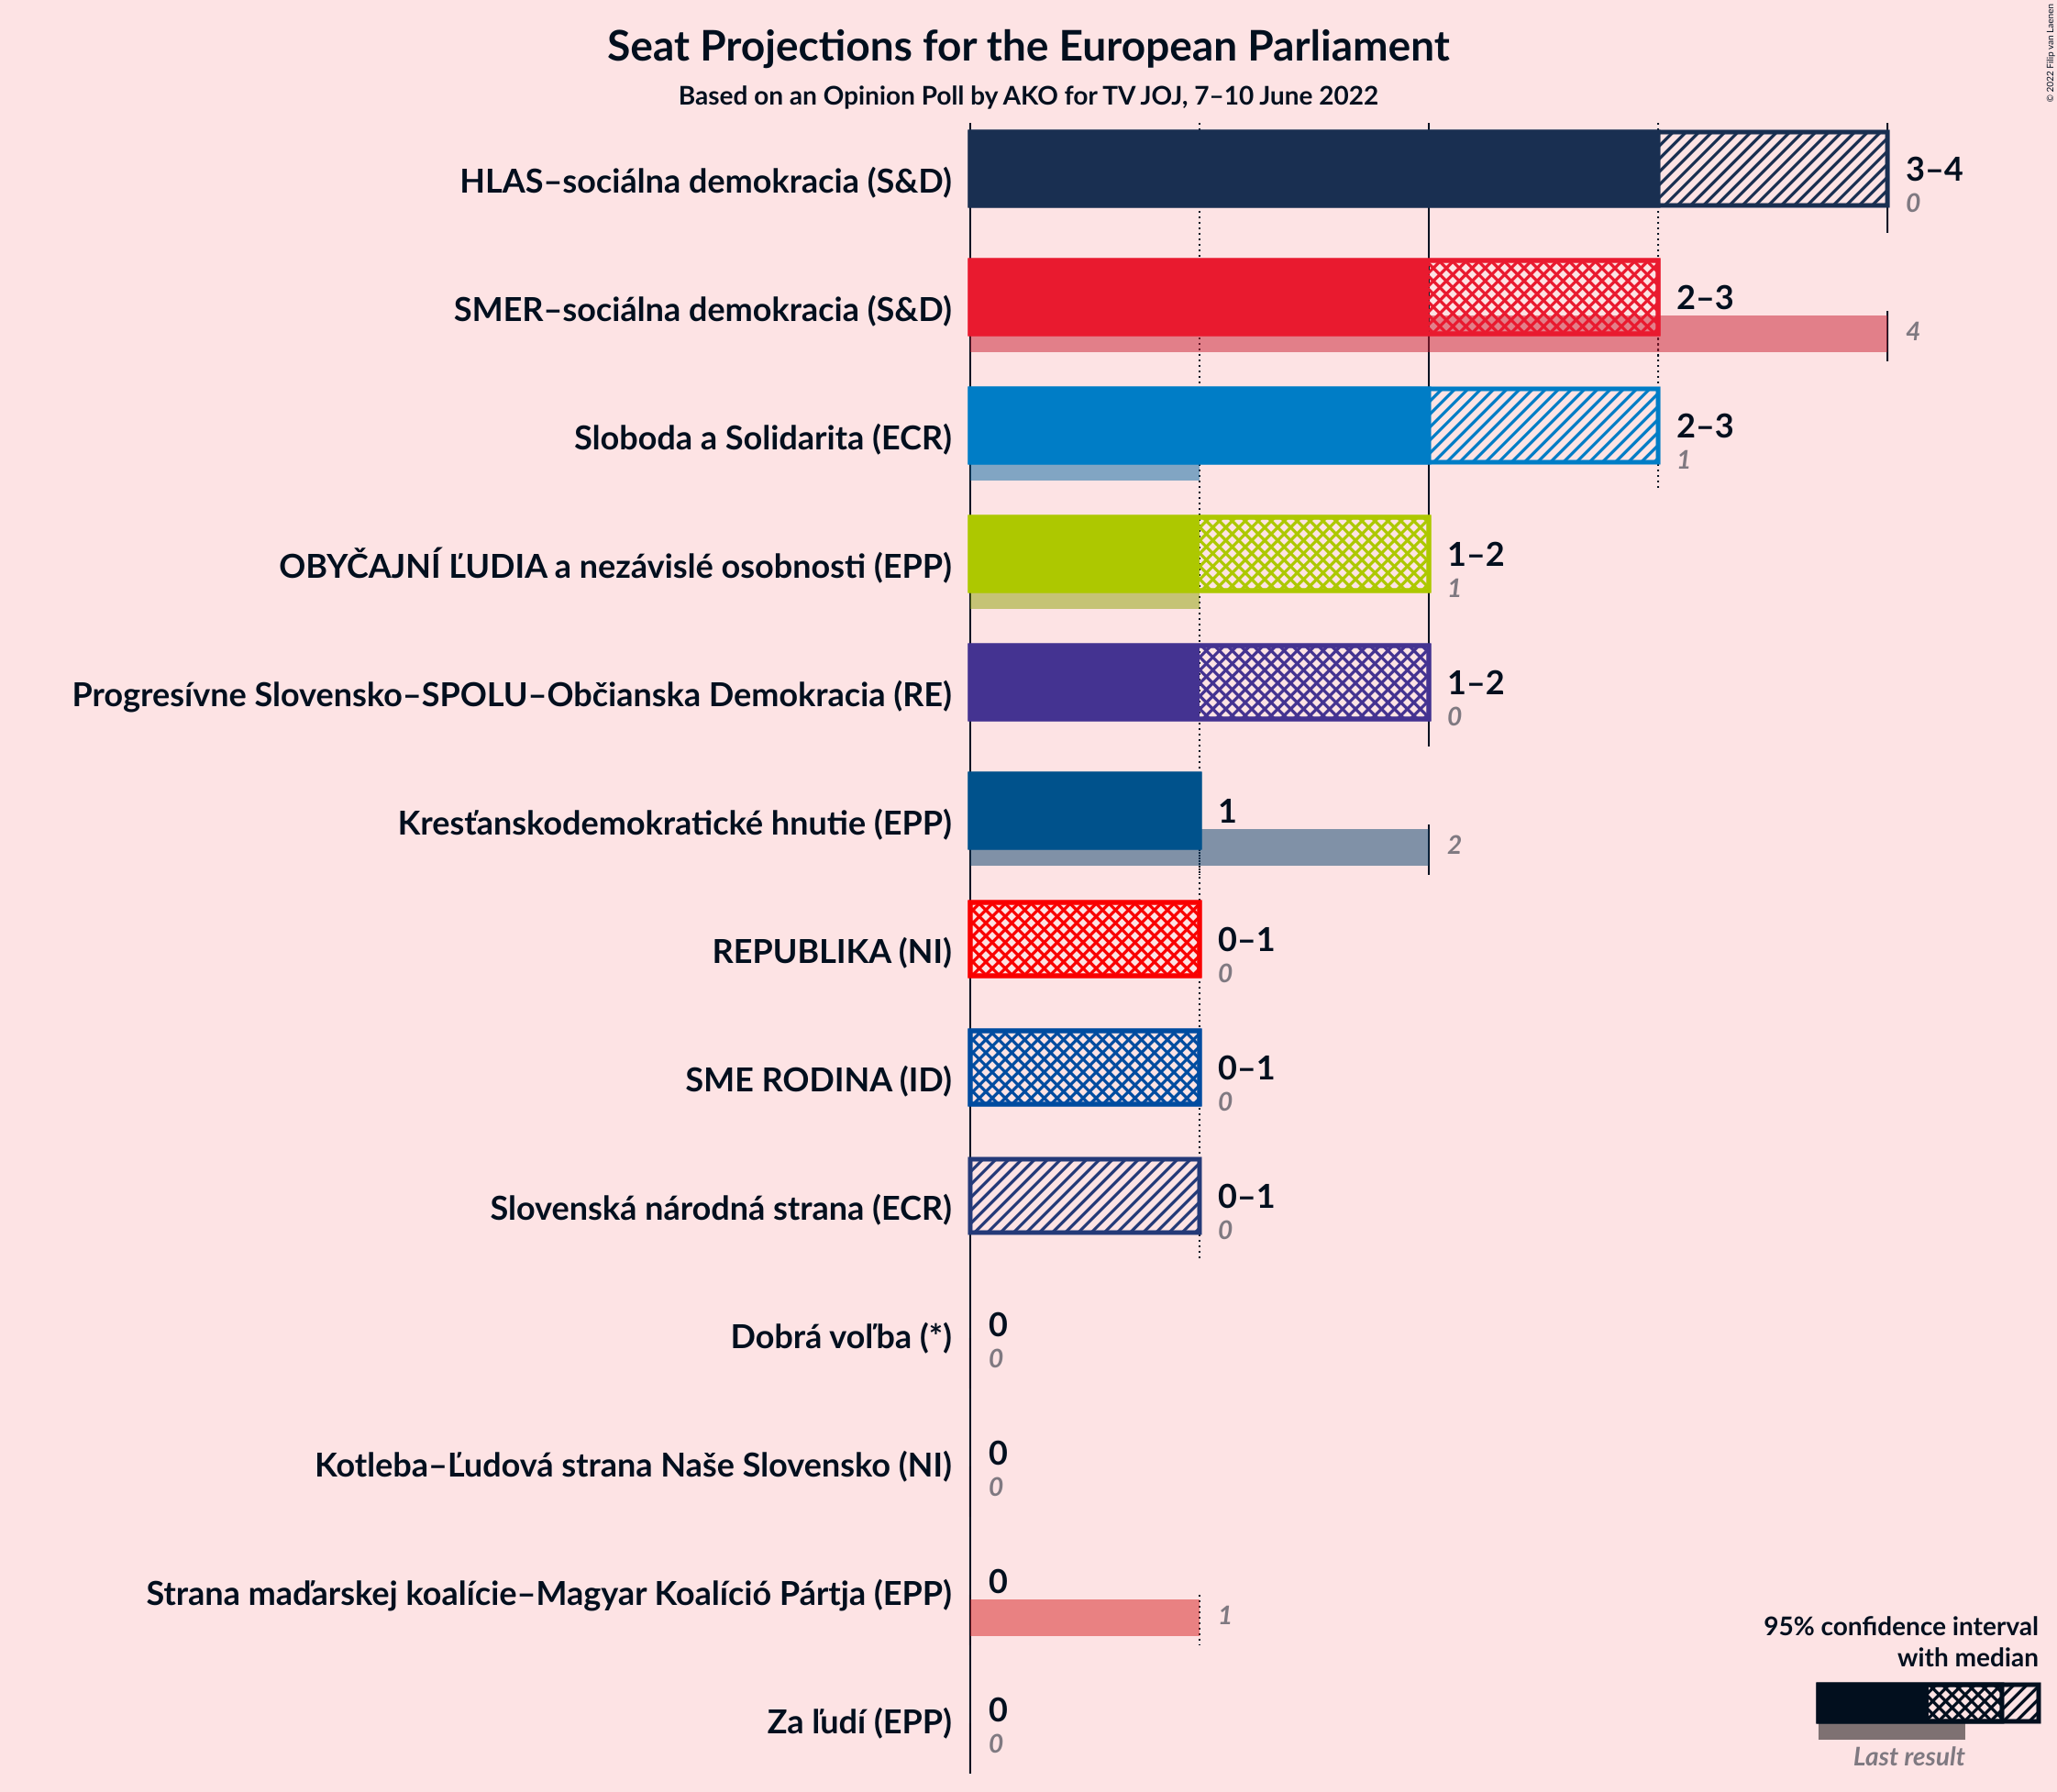 Seat Projections for the European Parliament
Based on an Opinion Poll by AKO for TV JOJ, 7–10 June 2022
© 2022 Filip van Laenen
HLAS–sociálna demokracia (S&D)
3–4
0
SMER–sociálna demokracia (S&D)
2–3
4
Sloboda a Solidarita (ECR)
2–3
1
OBYČAJNÍ ĽUDIA a nezávislé osobnosti (EPP)
1–2
1
Progresívne Slovensko–SPOLU–Občianska Demokracia (RE)
1–2
0
Kresťanskodemokratické hnutie (EPP)
1
2
REPUBLIKA (NI)
0–1
0
SME RODINA (ID)
0–1
0
Slovenská národná strana (ECR)
0–1
0
Dobrá voľba (*)
0
0
Kotleba–Ľudová strana Naše Slovensko (NI)
0
0
Strana maďarskej koalície–Magyar Koalíció Pártja (EPP)
0
1
Za ľudí (EPP)
0
0
95% confidence interval
with median
Last result